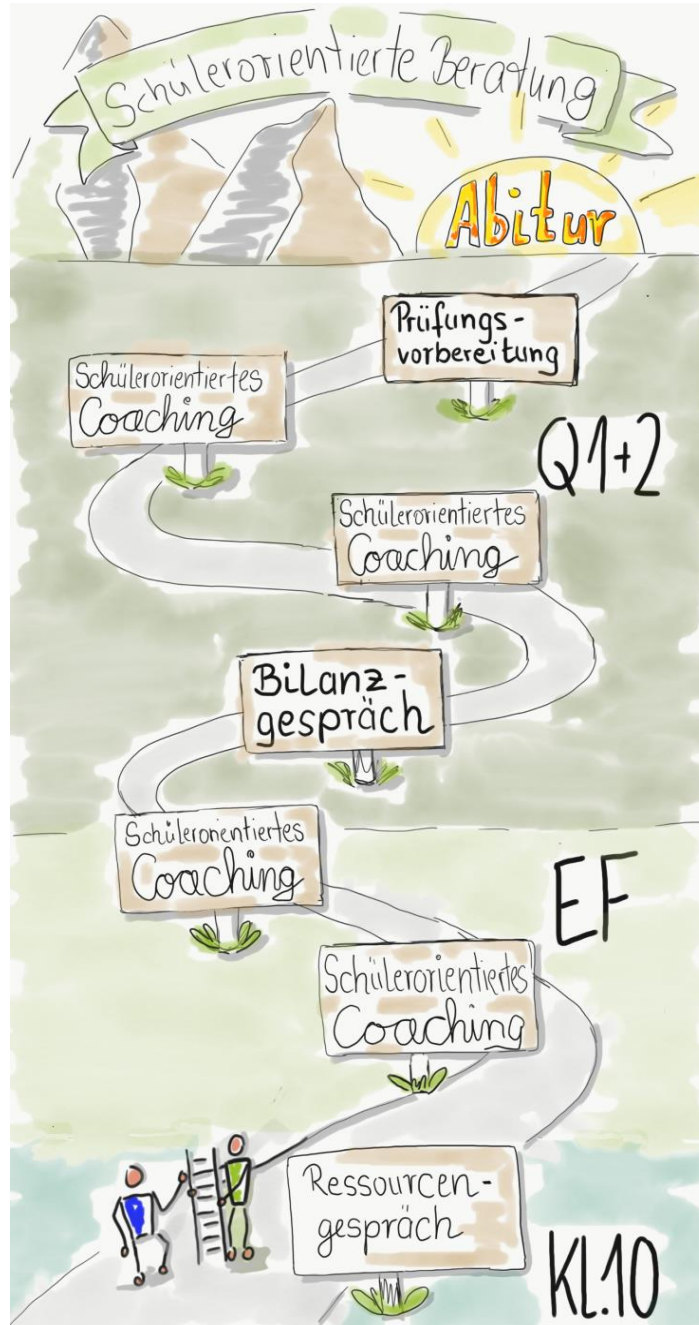 Schülerorientierte Beratung
Abitur
Prüfungs-
vorbereitung
Schülerorientiertes
Coaching
Q1+2
Schülerorientiertes
Coaching
Bilanz-
gespräch
Schülerorientiertes
Coaching
EF
Schülerorientiertes
Coaching
Ressourcen-
gespräch
Kl.10